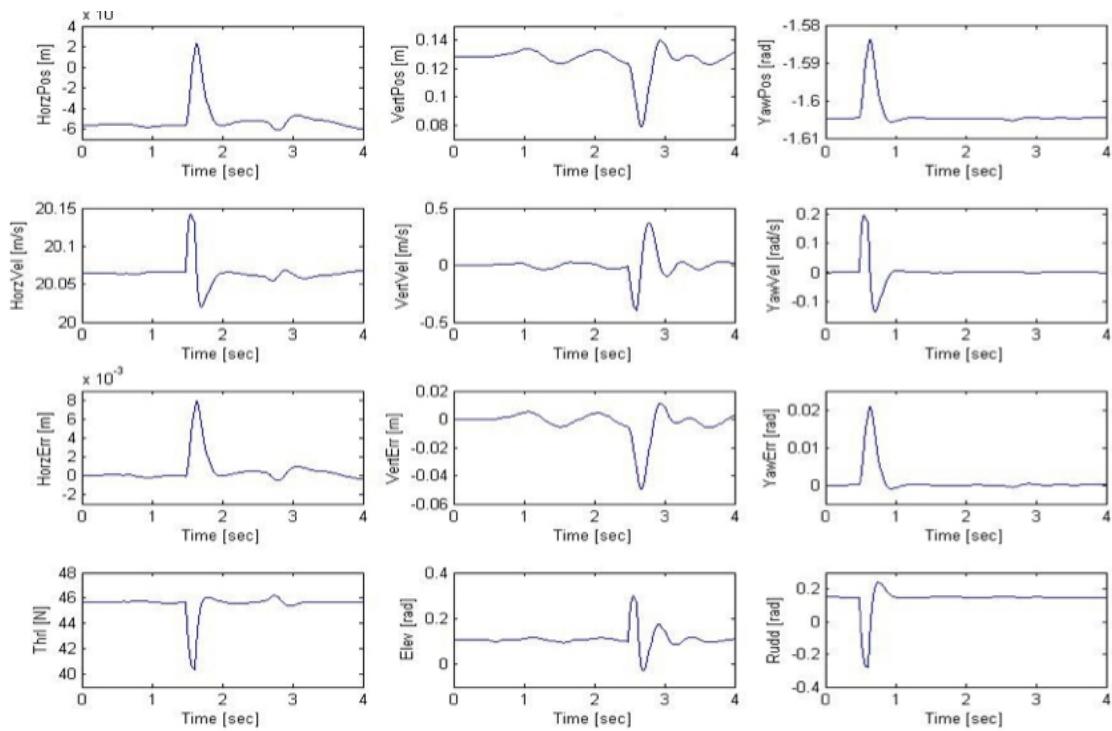 x 10
4
2
0
-2
-4
-6
HorzPos [m]
0 1 2 3 4
Time [sec]
0.14
0.12
0.1
0.08
VertPos [m]
0 1 2 3 4
Time [sec]
-1.58
-1.59
-1.6
-1.61
YawPos [rad]
0 1 2 3 4
Time [sec]
20.15
20.1
20.05
20
HorzVel [m/s]
0 1 2 3 4
Time [sec]
0.5
0
-0.5
VertVel [m/s]
0 1 2 3 4
Time [sec]
0.2
0.1
0
-0.1
YawVel [rad/s]
0 1 2 3 4
Time [sec]
x 10-3
8
6
4
2
0
-2
HorzErr [m]
0 1 2 3 4
Time [sec]
0.02
0
-0.02
-0.04
-0.06
VertErr [m]
0 1 2 3 4
Time [sec]
0.02
0.01
0
YawErr [rad]
0 1 2 3 4
Time [sec]
48
46
44
42
40
Thrl [N]
0 1 2 3 4
Time [sec]
0.4
0.2
0
Elev [rad]
0 1 2 3 4
Time [sec]
0.2
0
-0.2
-0.4
Rudd [rad]
0 1 2 3 4
Time [sec]